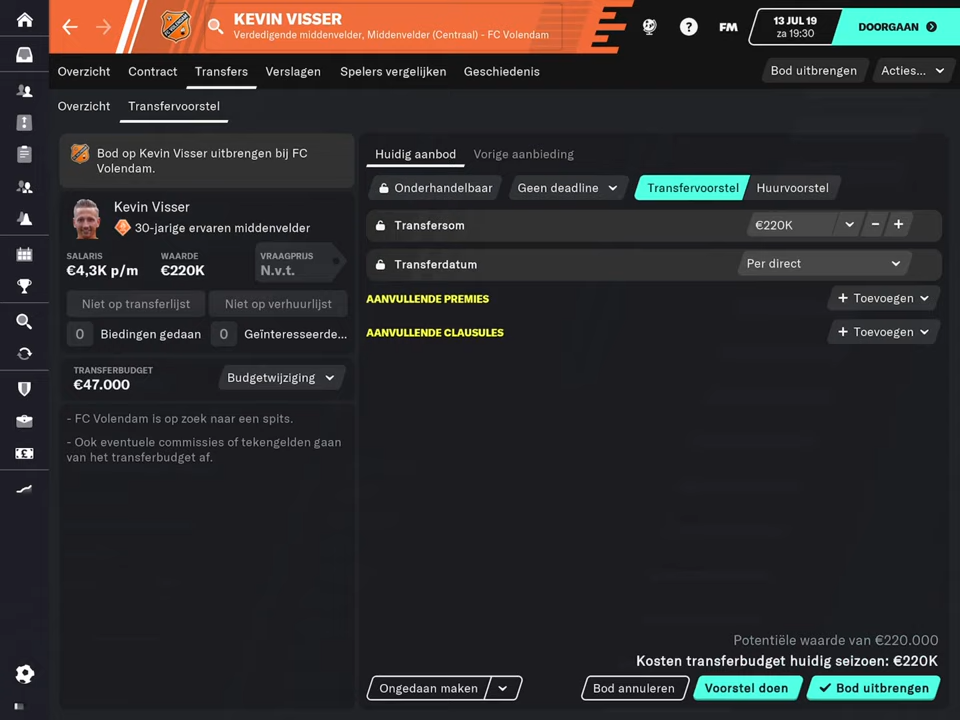 KEVIN VISSER
Verdedigende middenvelder, Middenvelder (Centraal) - FC Volendam
FM
13 JUL 19
za 19:30
DOORGAAN
Overzicht
Contract
Transfers
Verslagen
Spelers vergelijken
Geschiedenis
Bod uitbrengen
Acties...
Overzicht
Transfervoorstel
Bod op Kevin Visser uitbrengen bij FC
Volendam.
Kevin Visser
30-jarige ervaren middenvelder
SALARIS
€4,3K p/m
WAARDE
€220K
VRAAGPRIJS
N.v.t.
Niet op transferlijst
Niet op verhuurlijst
0 Biedingen gedaan
0 Geïnteresseerde...
TRANSFERBUDGET
€47.000
Budgetwijziging
- FC Volendam is op zoek naar een spits.
- Ook eventuele commissies of tekengelden gaan
van het transferbudget af.
Huidig aanbod
Vorige aanbieding
Onderhandelbaar
Geen deadline
Transfervoorstel
Huurvoorstel
Transfersom
€220K
Transferdatum
Per direct
AANVULLENDE PREMIES
+ Toevoegen
AANVULLENDE CLAUSULES
+ Toevoegen
Potentiële waarde van €220.000
Kosten transferbudget huidig seizoen: €220K
Ongedaan maken
Bod annuleren
Voorstel doen
Bod uitbrengen